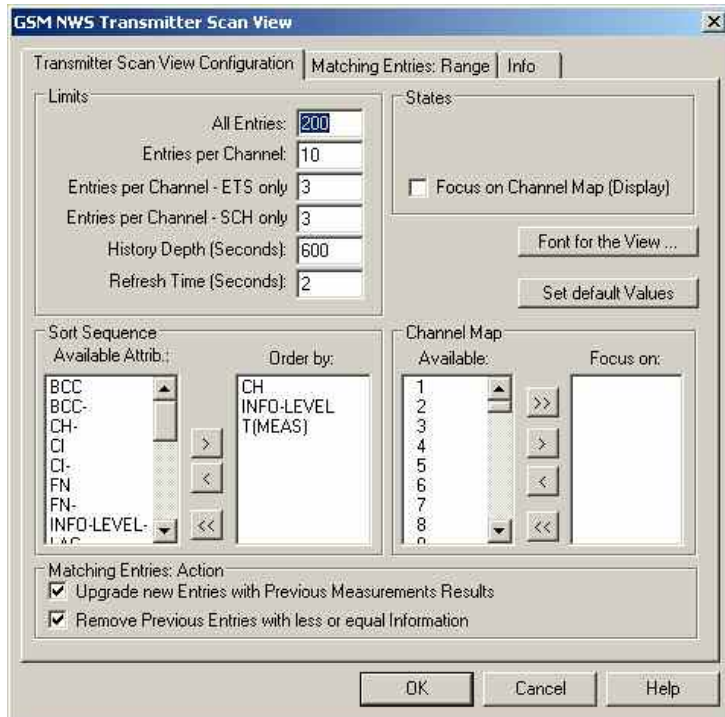 GSM NWS Transmitter Scan View
Transmitter Scan View Configuration
Matching Entries: Range
Info
Limits
All Entries: 200
Entries per Channel: 10
Entries per Channel - ETS only 3
Entries per Channel - SCH only 3
History Depth (Seconds): 600
Refresh Time (Seconds): 2
States
Focus on Channel Map (Display)
Font for the View ...
Set default Values
Sort Sequence
Available Attrib.:
BCC
BCC-
CH-
CI
CI-
FN
FN-
INFO-LEVEL-
>
<
<<
Order by:
CH
INFO-LEVEL
T(MEAS)
Channel Map
Available:
1
2
3
4
5
6
7
8
>>
>
<
<<
Focus on:
Matching Entries: Action
Upgrade new Entries with Previous Measurements Results
Remove Previous Entries with less or equal Information
OK
Cancel
Help